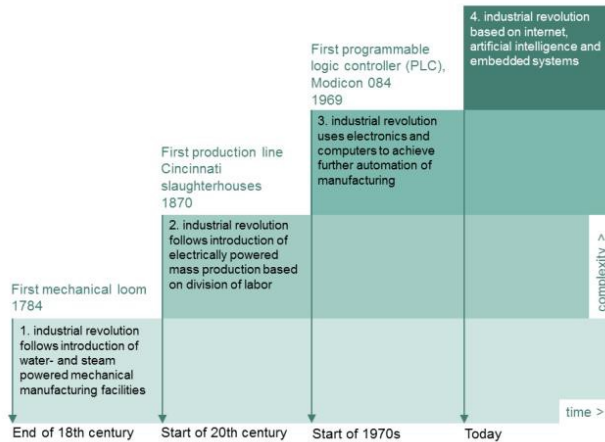 4. industrial revolution
based on internet,
artificial intelligence and
embedded systems
First programmable
logic controller (PLC),
Modicon 084
1969
3. industrial revolution
uses electronics and
computers to achieve
further automation of
manufacturing
First production line
Cincinnati
slaughterhouses
1870
2. industrial revolution
follows introduction of
electrically powered
mass production based
on division of labor
First mechanical loom
1784
1. industrial revolution
follows introduction of
water- and steam
powered mechanical
manufacturing facilities
complexity >
time >
End of 18th century
Start of 20th century
Start of 1970s
Today